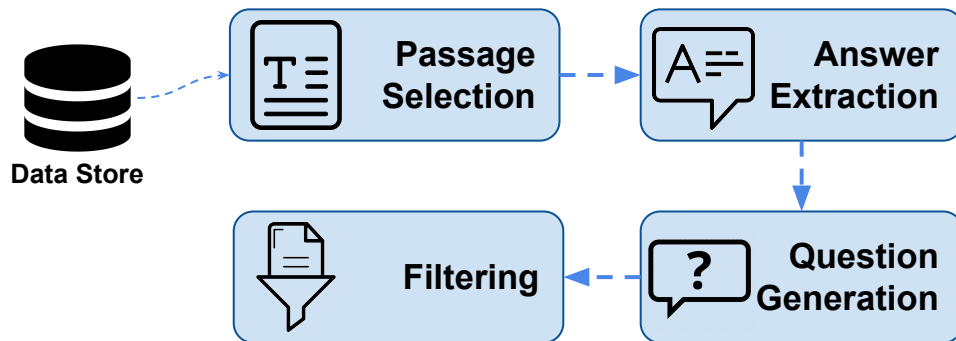 Data Store
T
Passage
Selection
A
Answer
Extraction
?
Question
Generation
Filtering